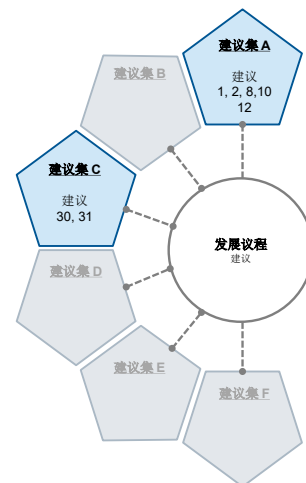 建议集 A
建议
1, 2, 8,10
12
建议集 B
建议集 C
建议
30, 31
发展议程
建议
建议集 D
建议集 E
建议集 F